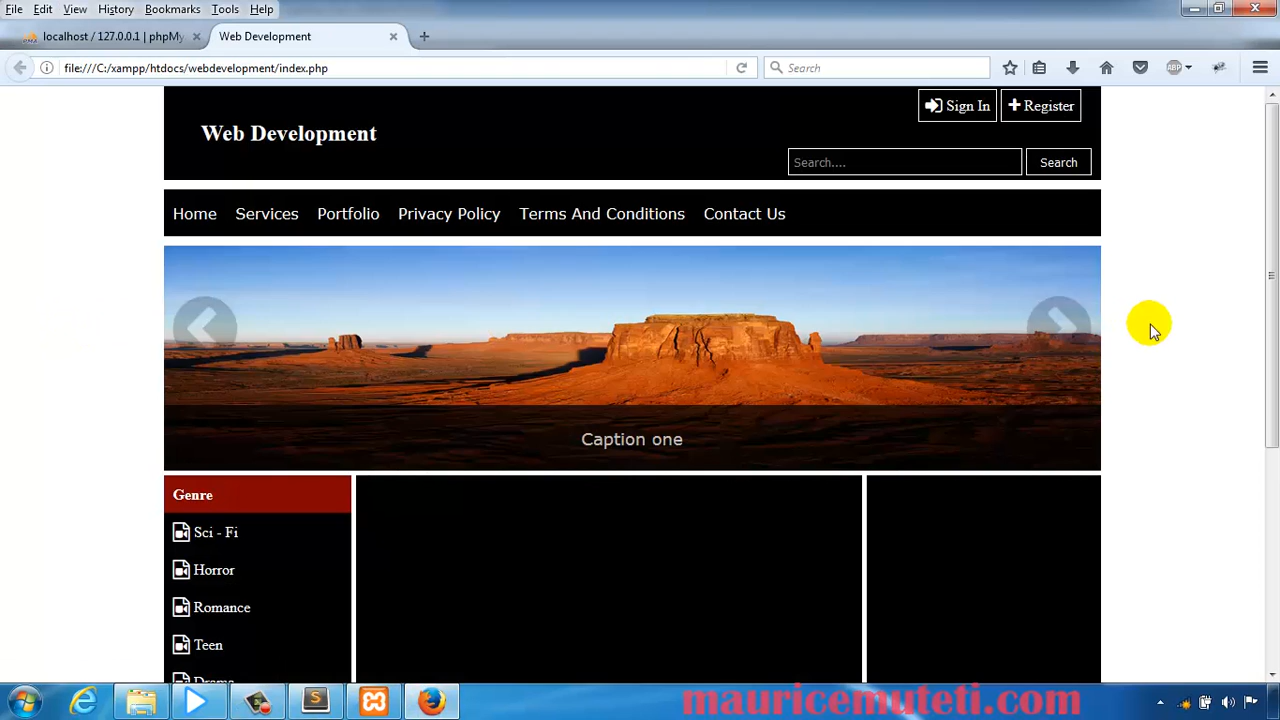 File Edit View History Bookmarks Tools Help
localhost / 127.0.0.1 | phpMy
Web Development
file:///C:/xampp/htdocs/webdevelopment/index.php
Search
ABP
Web Development
Sign In
Register
Search....
Search
Home Services Portfolio Privacy Policy Terms And Conditions Contact Us
Caption one
Genre
Sci - Fi
Horror
Romance
Teen
Drama
mauricemuteti.com